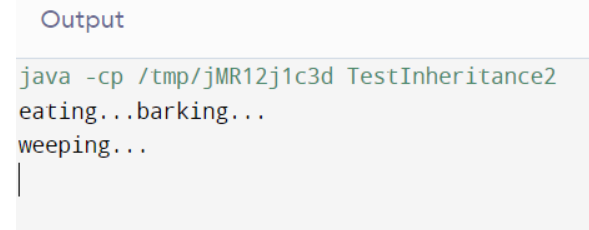 Output
java -cp /tmp/jMR12j1c3d TestInheritance2
eating...barking...
weeping...